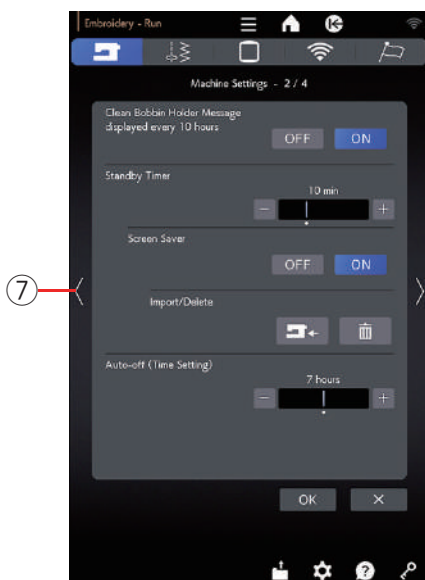 Embroidery - Run
Machine Settings - 2 / 4
Clean Bobbin Holder Message
displayed every 10 hours
OFF ON
Standby Timer
10 min
− +
Screen Saver
OFF ON
⑦
Import/Delete
Auto-off (Time Setting)
7 hours
− +
OK ×
?